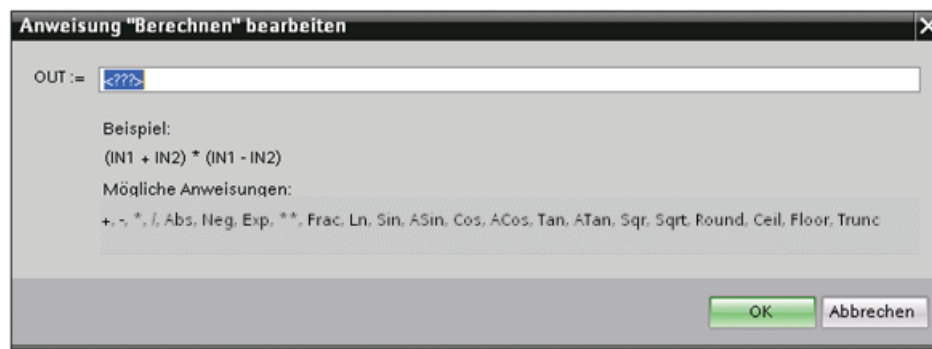 Anweisung "Berechnen" bearbeiten
OUT := <???>
Beispiel:
(IN1 + IN2) * (IN1 - IN2)
Mögliche Anweisungen:
+, -, *, /, Abs, Neg, Exp, **, Frac, Ln, Sin, ASin, Cos, ACos, Tan, ATan, Sqr, Sqrt, Round, Ceil, Floor, Trunc
OK Abbrechen